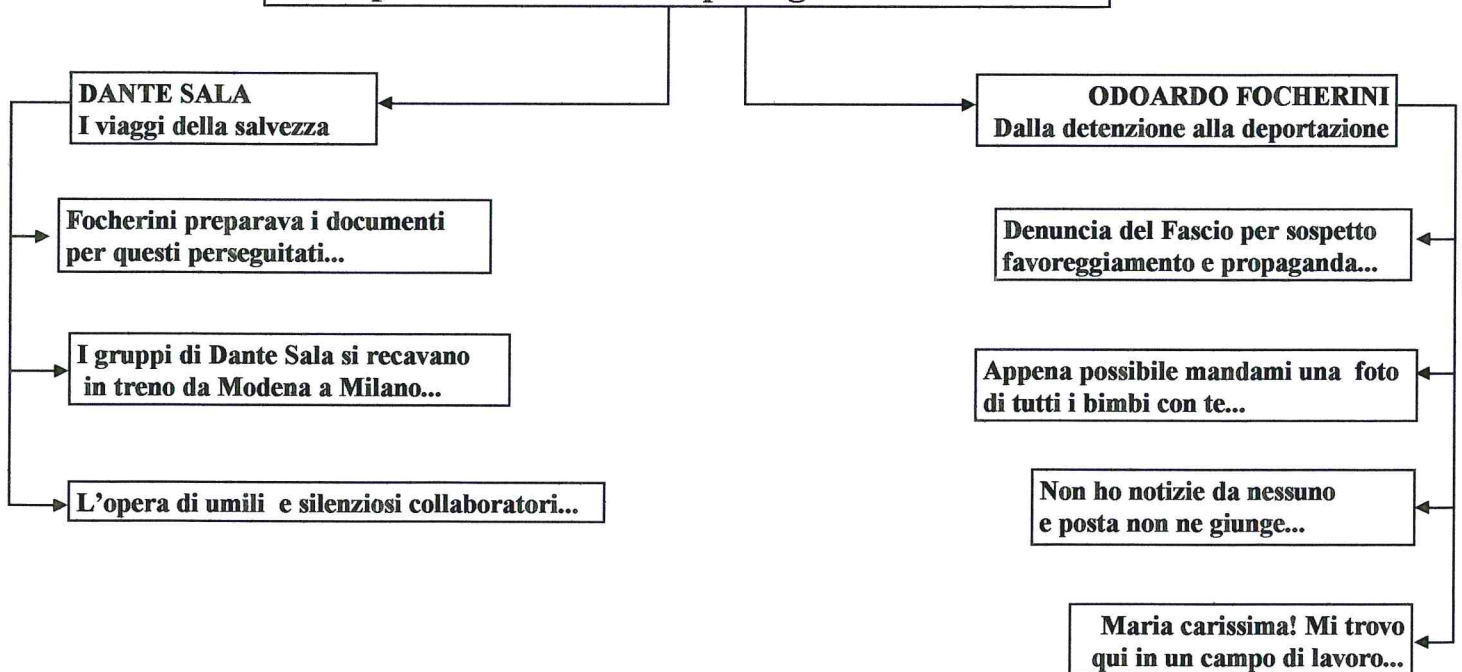 DANTE SALA
I viaggi della salvezza
Focherini preparava i documenti
per questi perseguitati...
I gruppi di Dante Sala si recavano
in treno da Modena a Milano...
L'opera di umili e silenziosi collaboratori...
ODOARDO FOCHERINI
Dalla detenzione alla deportazione
Denuncia del Fascio per sospetto
favoreggiamento e propaganda...
Appena possibile mandami una foto
di tutti i bimbi con te...
Non ho notizie da nessuno
e posta non ne giunge...
Maria carissima! Mi trovo
qui in un campo di lavoro...